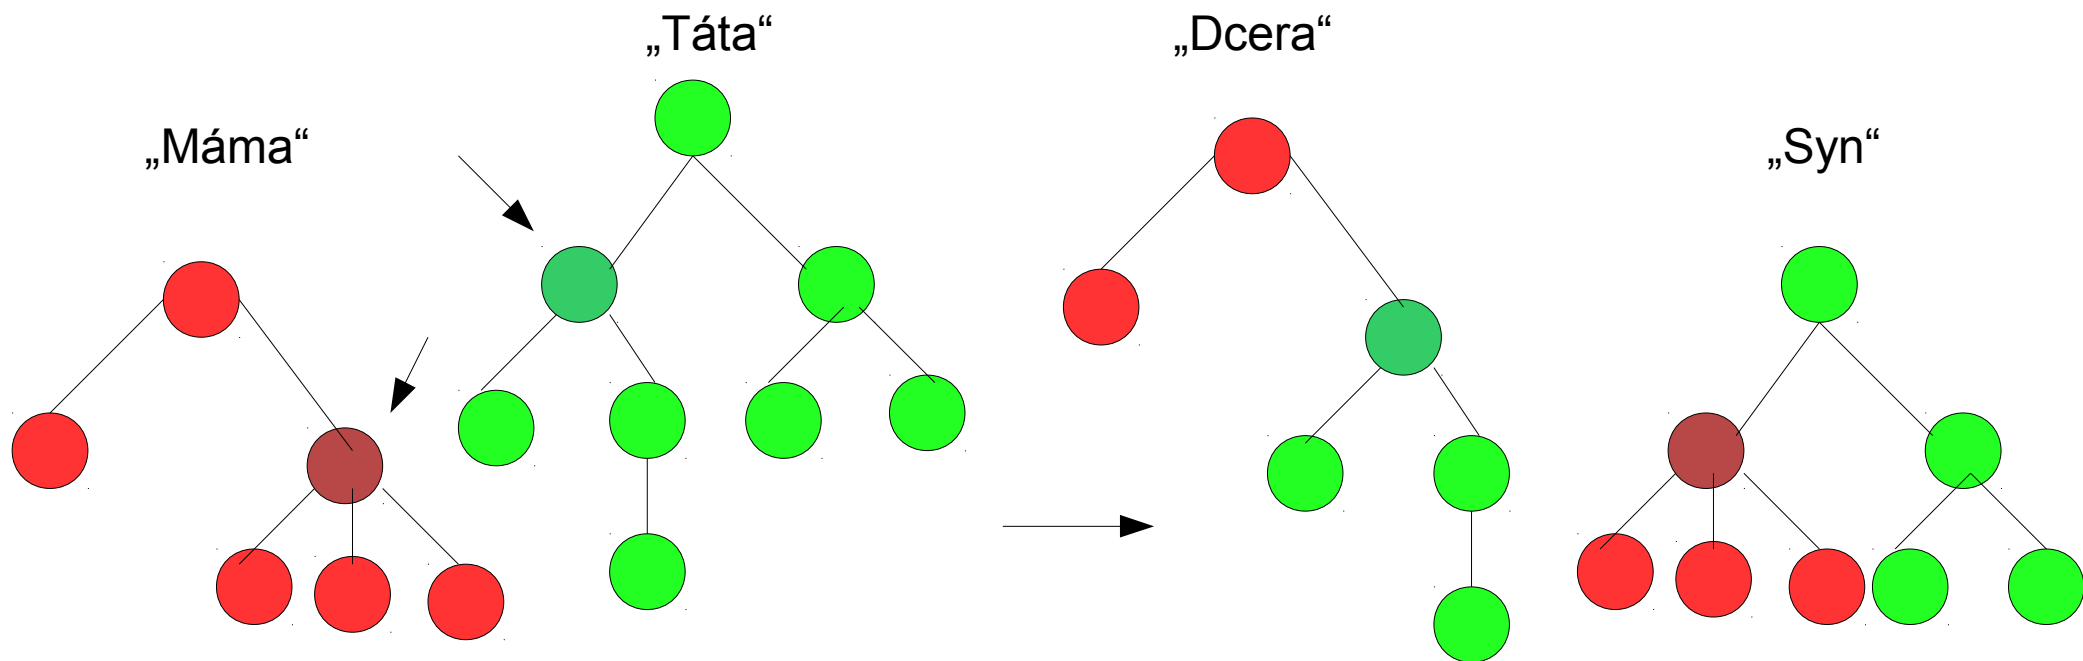 „Táta“
„Dcera“
„Máma“
„Syn“